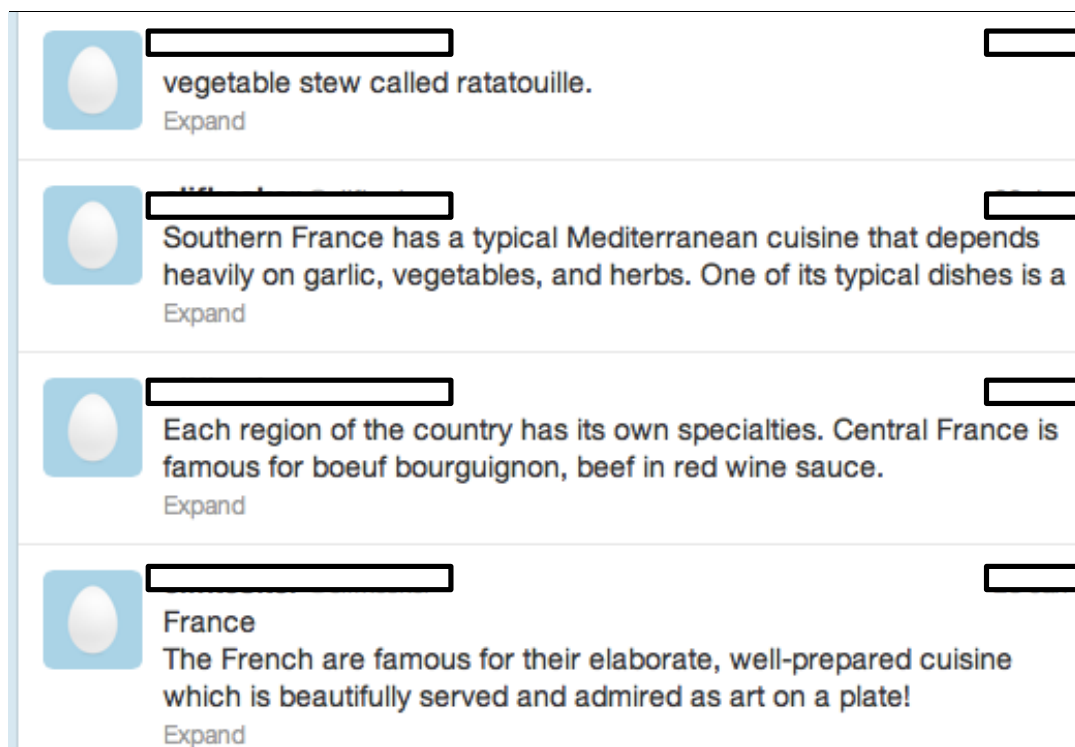 vegetable stew called ratatouille.
Expand
Southern France has a typical Mediterranean cuisine that depends
heavily on garlic, vegetables, and herbs. One of its typical dishes is a
Expand
Each region of the country has its own specialties. Central France is
famous for boeuf bourguignon, beef in red wine sauce.
Expand
France
The French are famous for their elaborate, well-prepared cuisine
which is beautifully served and admired as art on a plate!
Expand